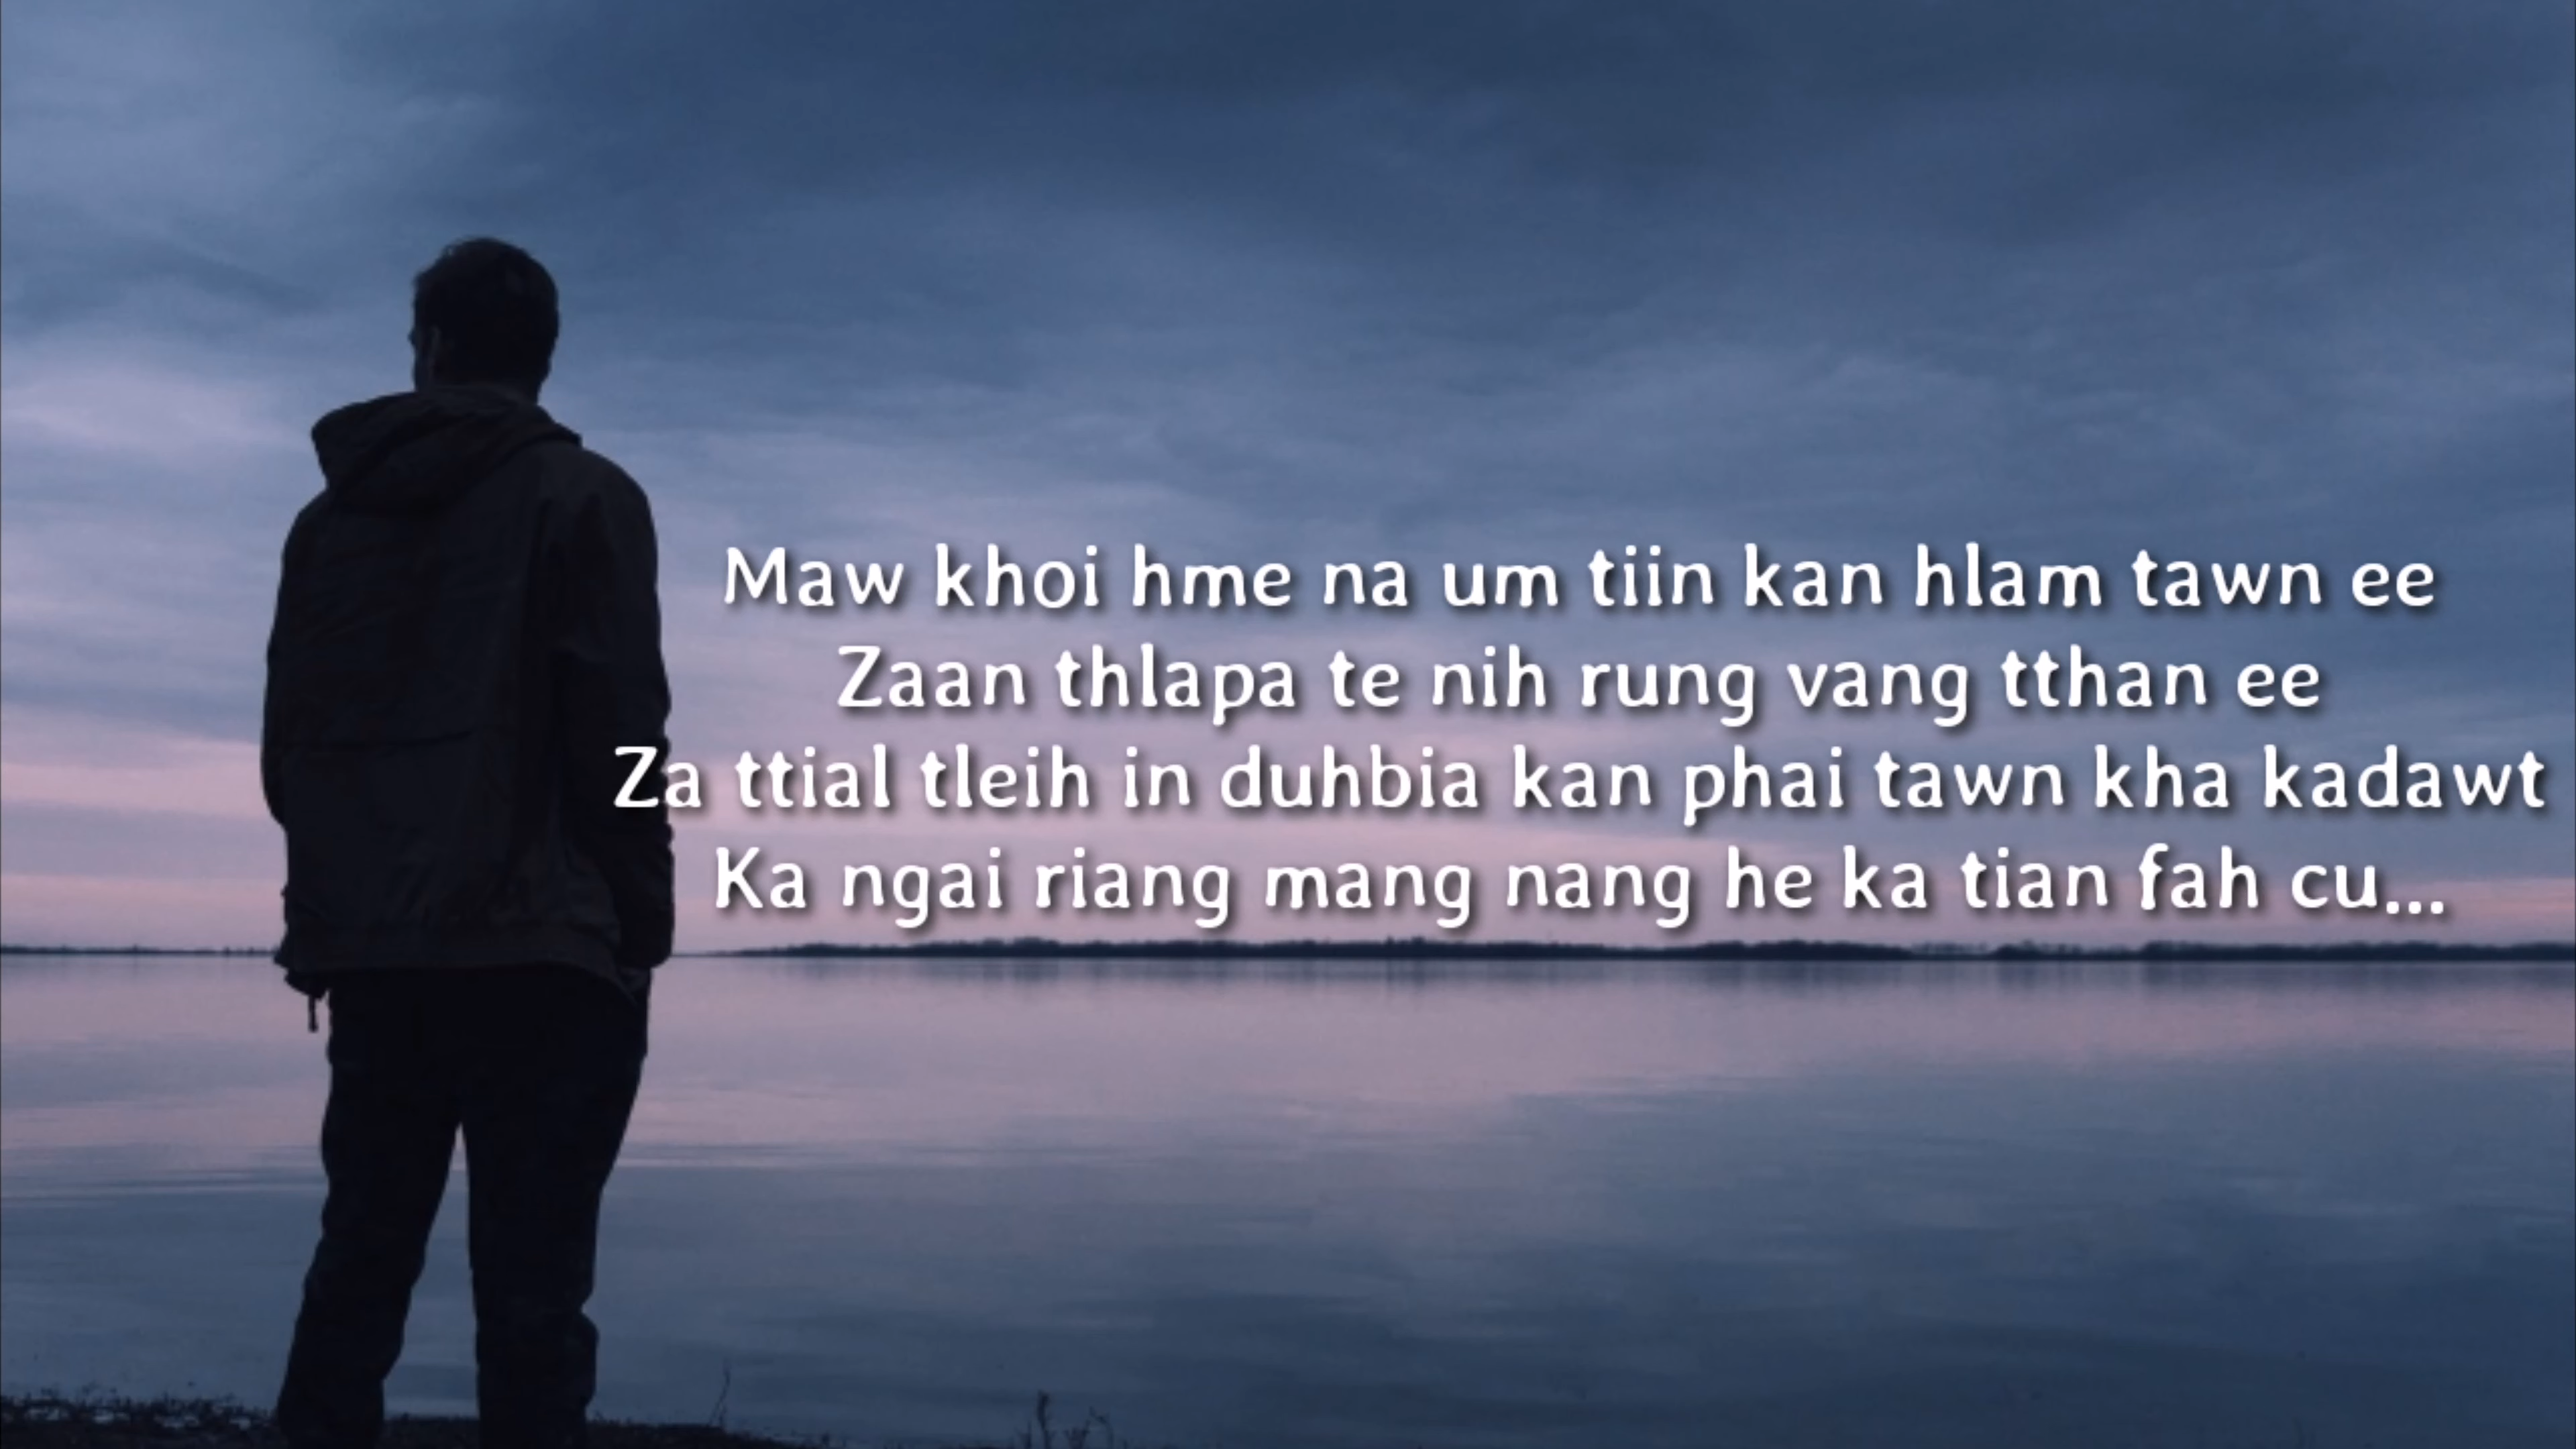 Maw khoi hme na um tiin kan hlam tawn ee
Zaan thlapa te nih rung vang tthan ee
Za ttial tleih in duhbia kan phai tawn kha kadawt
Ka ngai riang mang nang he ka tian fah cu...